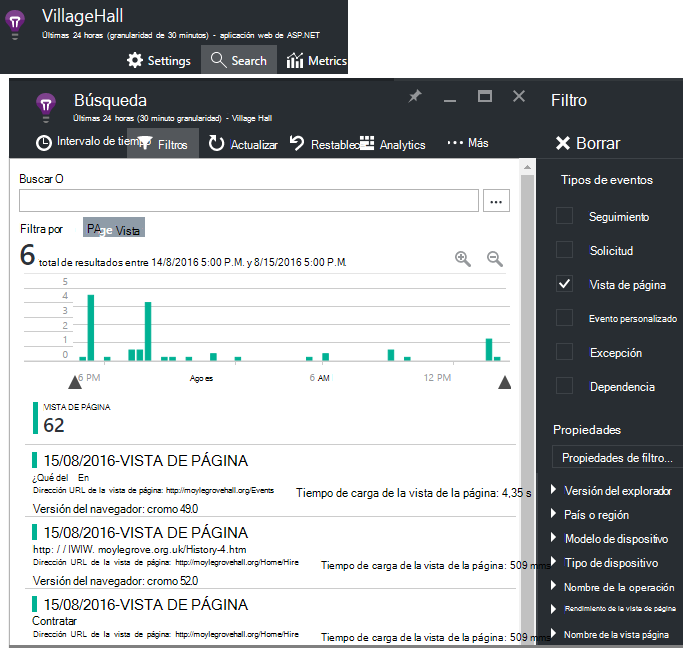 VillageHall
Últimas 24 horas (granularidad de 30 minutos) - aplicación web de ASP.NET
Settings Search Metrics
Búsqueda
Últimas 24 horas (30 minuto granularidad) - Village Hall
Intervalo de tiempo Filtros Actualizar Restablecer Analytics ··· Más
Buscar O
...
Filtra por PAge Vista
6 total de resultados entre 14/8/2016 5:00 P.M. y 8/15/2016 5:00 P.M.
5
4
3
2
1
0
6 PM Ago es 6 AM 12 PM
VISTA DE PÁGINA
62
15/08/2016-VISTA DE PÁGINA
¿Qué del En
Dirección URL de la vista de página: http://moylegrovehall.org/Events Tiempo de carga de la vista de la página: 4,35 s
Versión del navegador: cromo 49.0
15/08/2016-VISTA DE PÁGINA
http: / / IWIW. moylegrove.org.uk/History-4.htm
Dirección URL de la vista de página: http://moylegrovehall.org/Home/Hire Tiempo de carga de la vista de la página: 509 mms
Versión del navegador: cromo 52.0
15/08/2016-VISTA DE PÁGINA
Contratar
Dirección URL de la vista de página: http://moylegrovehall.org/Home/Hire Tiempo de carga de la vista de la página: 509 mms
Filtro
Borrar
Tipos de eventos
Seguimiento
Solicitud
Vista de página
Evento personalizado
Excepción
Dependencia
Propiedades
Propiedades de filtro...
Versión del explorador
País o región
Modelo de dispositivo
Tipo de dispositivo
Nombre de la operación
Rendimiento de la vista de página
Nombre de la vista página